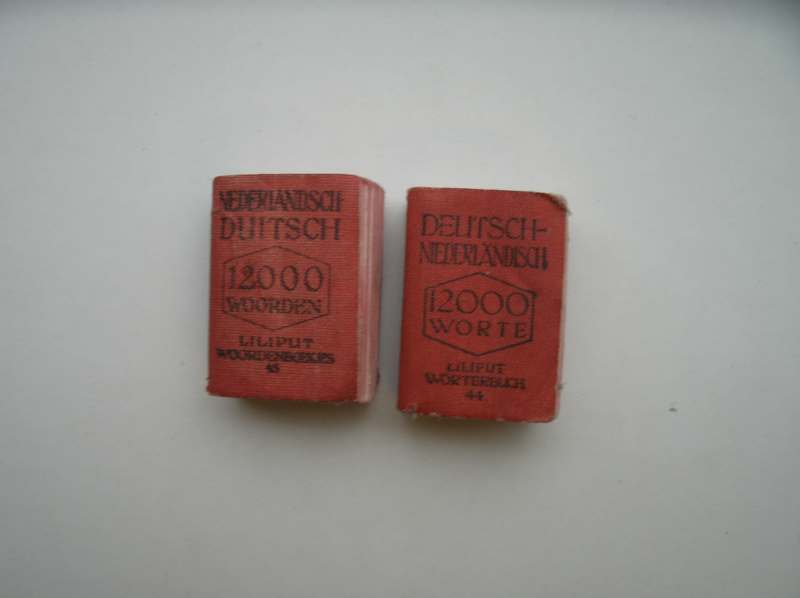 NEDERLANDSCH-
DUITSCH
12000
WOORDEN
LILIPUT
WOORDENBOEKJES
45
DEUTSCH-
NIEDERLÄNDISCH
12000
WORTE
LILIPUT
WÖRTERBUCH
44